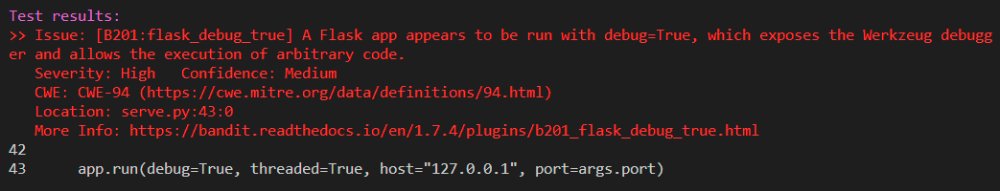 Test results:
>> Issue: [B201:flask_debug_true] A Flask app appears to be run with debug=True, which exposes the Werkzeug debugg
er and allows the execution of arbitrary code.
   Severity: High   Confidence: Medium
   CWE: CWE-94 (https://cwe.mitre.org/data/definitions/94.html)
   Location: serve.py:43:0
   More Info: https://bandit.readthedocs.io/en/1.7.4/plugins/b201_flask_debug_true.html
42
43      app.run(debug=True, threaded=True, host="127.0.0.1", port=args.port)